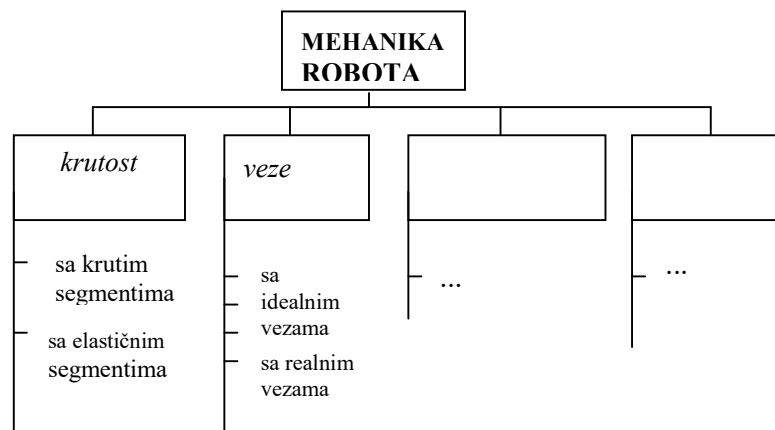 MEHANIKA
ROBOTA
krutost
veze
sa krutim
segmentima
sa elastičnim
segmentima
sa
idealnim
vezama
sa realnim
vezama
...
...